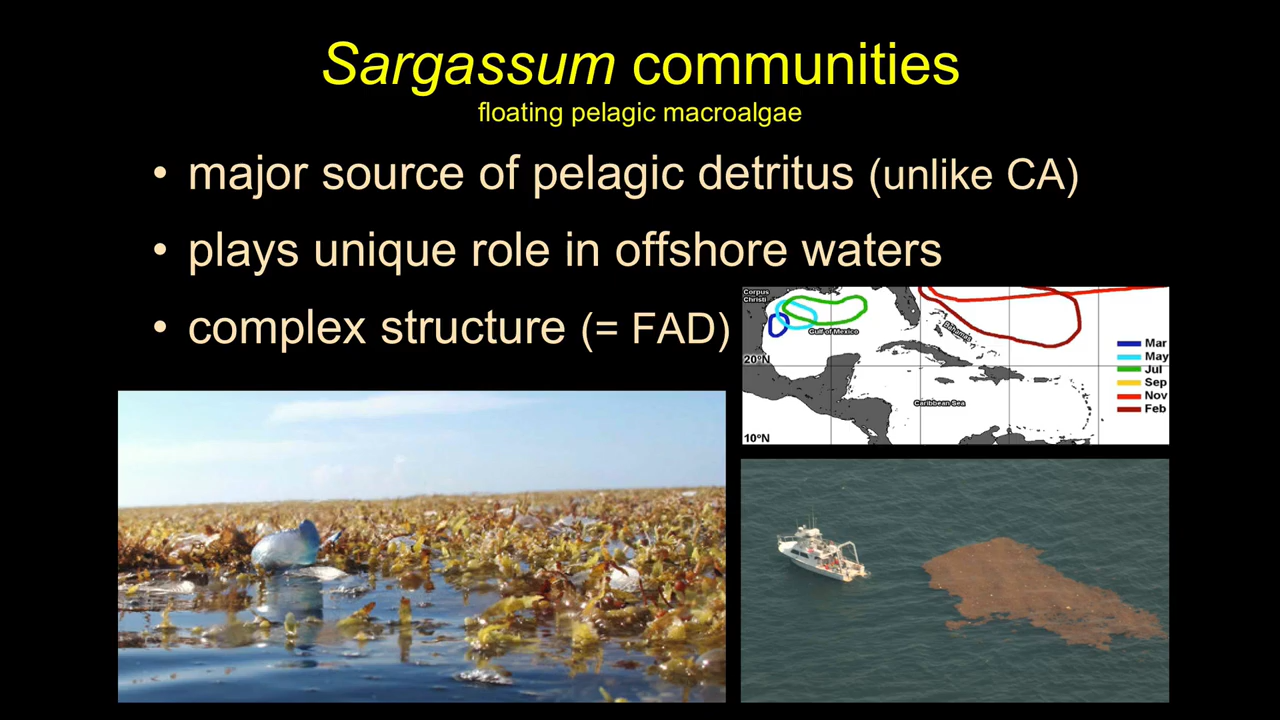 Sargassum communities
floating pelagic macroalgae
• major source of pelagic detritus (unlike CA)
• plays unique role in offshore waters
• complex structure (= FAD)
Corpus
Christi
Gulf of Mexico
Bahamas
20°N
Caribbean Sea
10°N
Mar
May
Jul
Sep
Nov
Feb